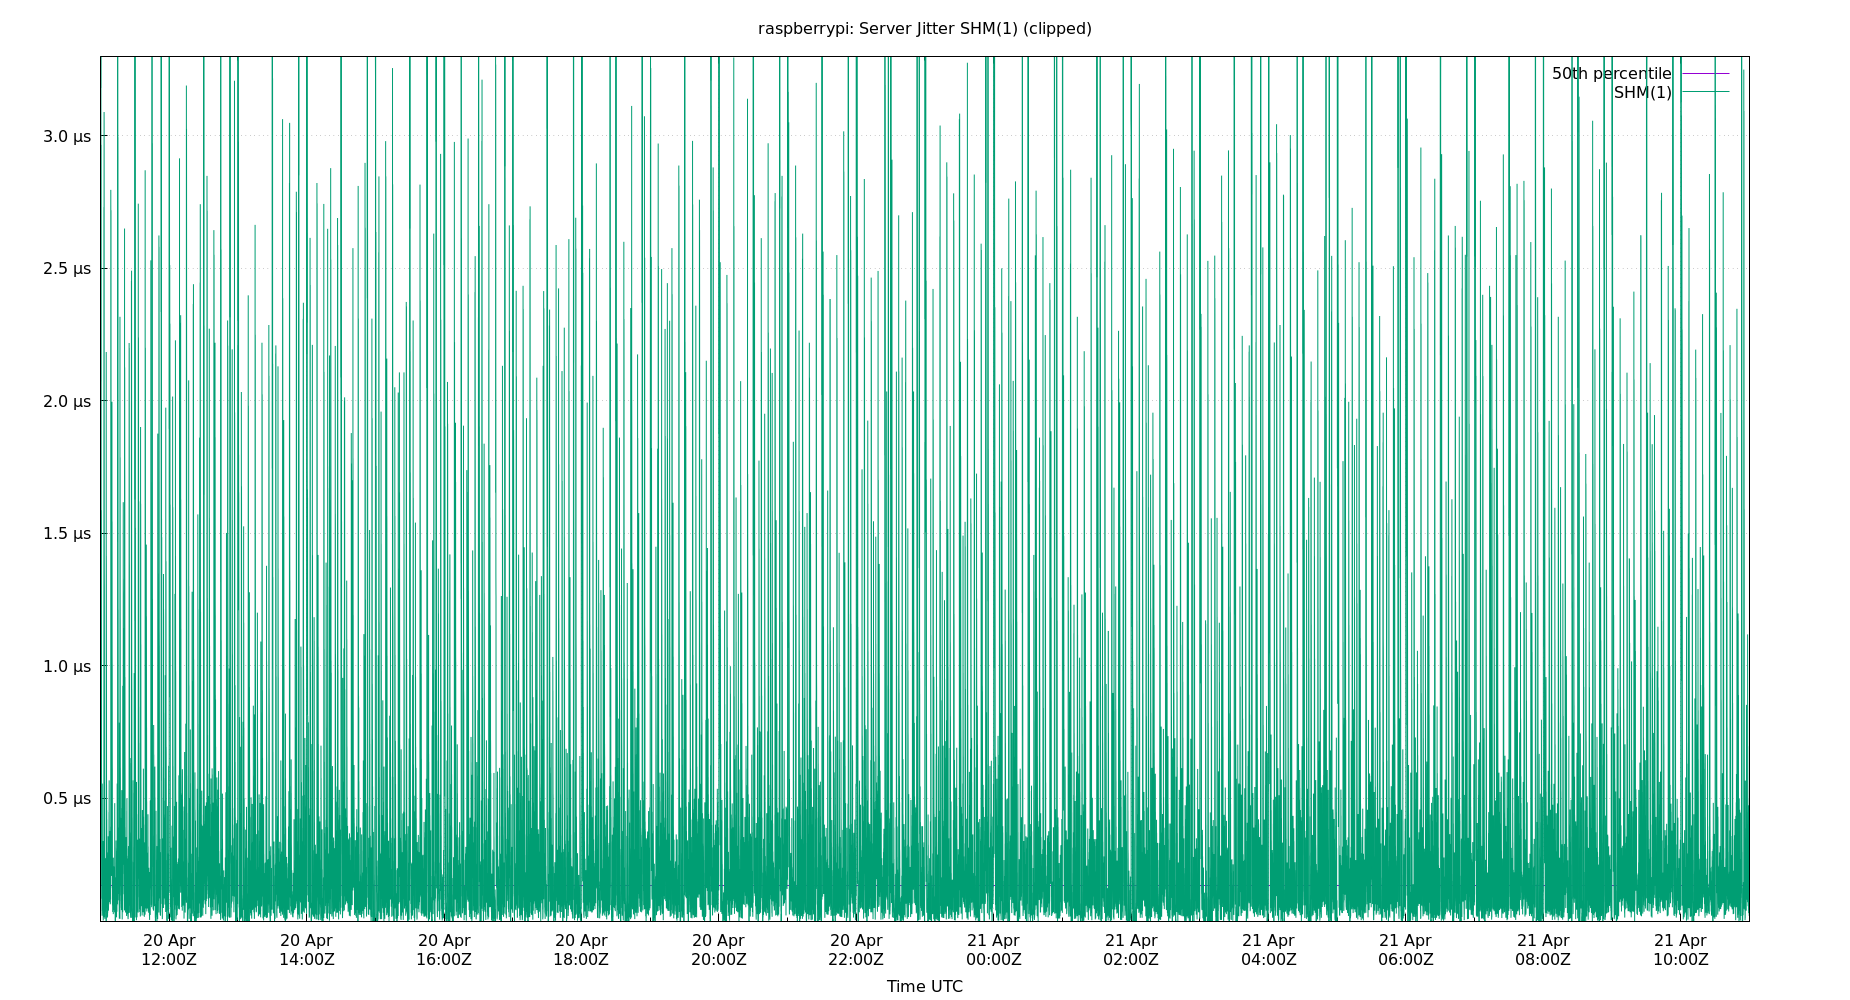 raspberrypi: Server Jitter SHM(1) (clipped)
50th percentile
SHM(1)
3.0 µs
2.5 µs
2.0 µs
1.5 µs
1.0 µs
0.5 µs
20 Apr 20 Apr 20 Apr 20 Apr 20 Apr 20 Apr 21 Apr 21 Apr 21 Apr 21 Apr 21 Apr 21 Apr
12:00Z 14:00Z 16:00Z 18:00Z 20:00Z 22:00Z 00:00Z 02:00Z 04:00Z 06:00Z 08:00Z 10:00Z
Time UTC